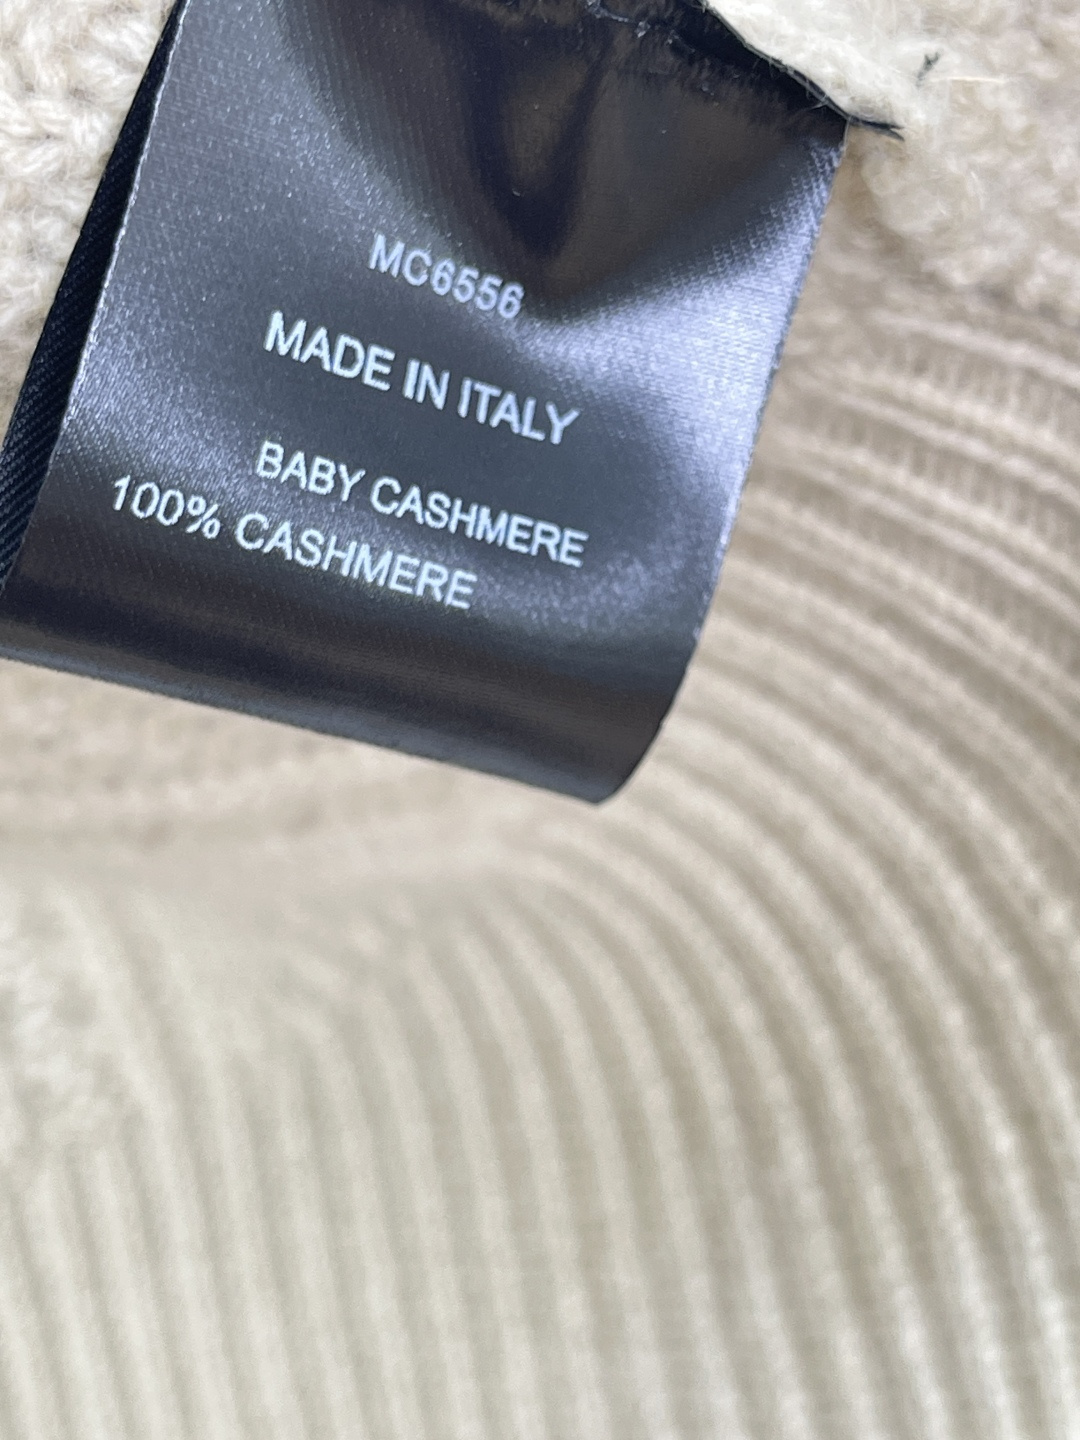 MC6556
MADE IN ITALY
BABY CASHMERE
100% CASHMERE